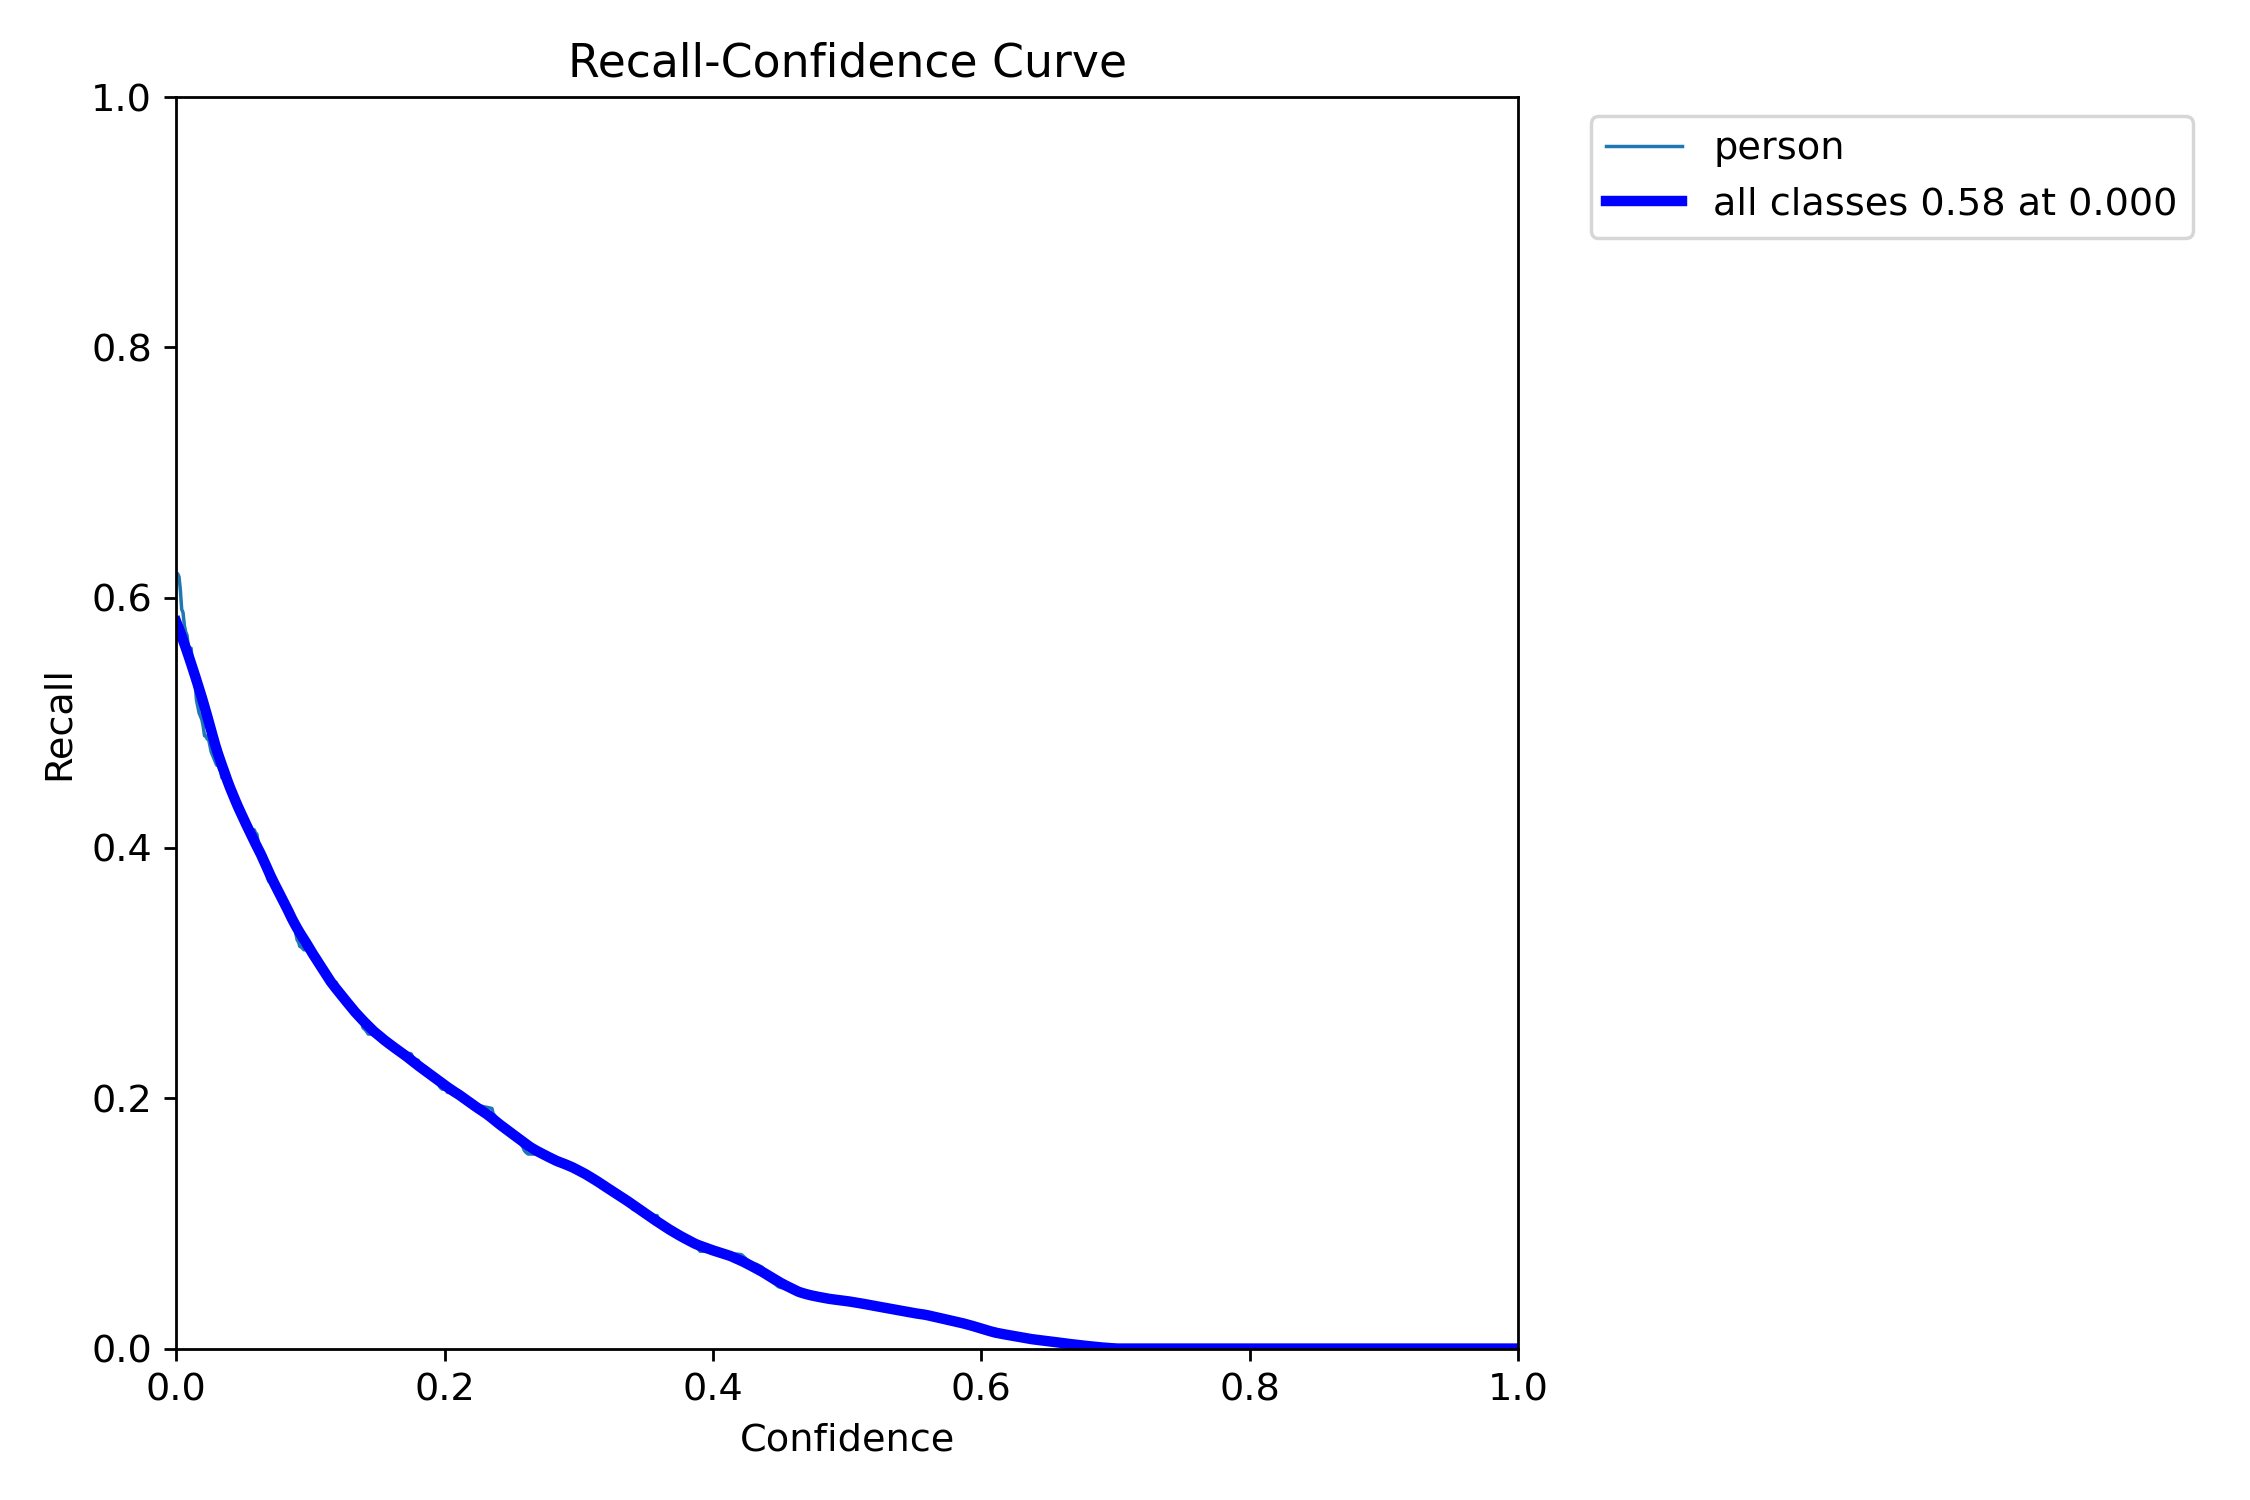 Recall-Confidence Curve
1.0
0.8
0.6
0.4
0.2
0.0
Recall
0.0 0.2 0.4 0.6 0.8 1.0
Confidence
person
all classes 0.58 at 0.000